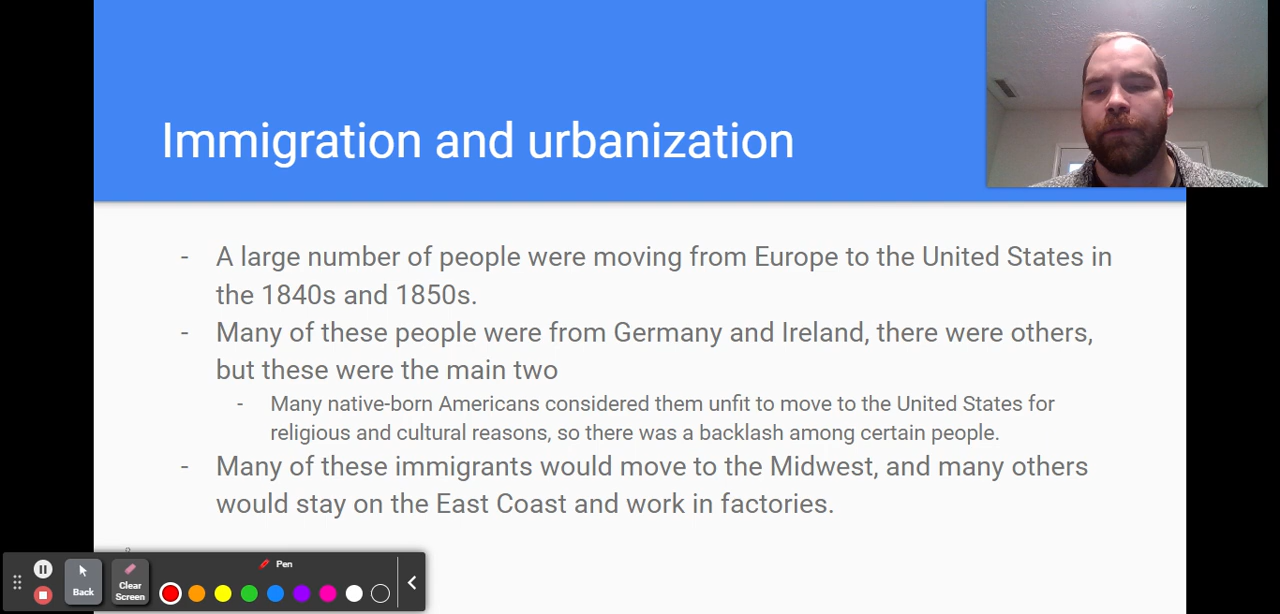 Immigration and urbanization
- A large number of people were moving from Europe to the United States in
the 1840s and 1850s.
- Many of these people were from Germany and Ireland, there were others,
but these were the main two
- Many native-born Americans considered them unfit to move to the United States for
religious and cultural reasons, so there was a backlash among certain people.
- Many of these immigrants would move to the Midwest, and many others
would stay on the East Coast and work in factories.
Pen
Back
Clear
Screen